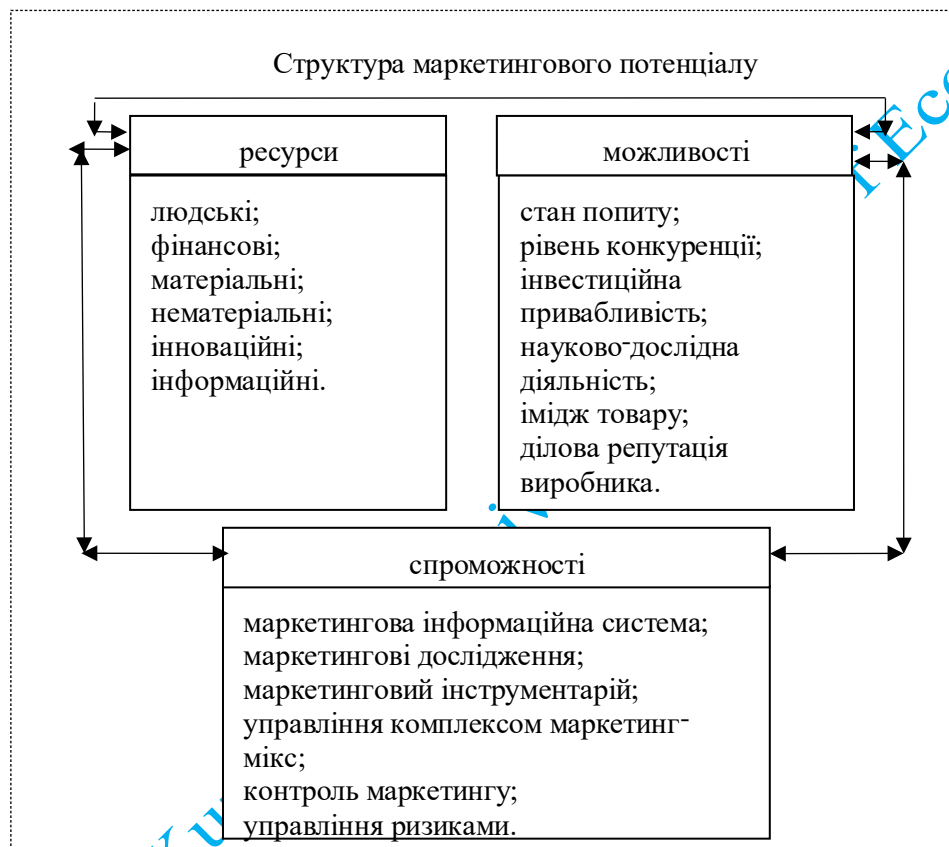 Структура маркетингового потенціалу
ресурси
людські;
фінансові;
матеріальні;
нематеріальні;
інноваційні;
інформаційні.
можливості
стан попиту;
рівень конкуренції;
інвестиційна
привабливість;
науково-дослідна
діяльність;
імідж товару;
ділова репутація
виробника.
спроможності
маркетингова інформаційна система;
маркетингові дослідження;
маркетинговий інструментарій;
управління комплексом маркетинг-
мікс;
контроль маркетингу;
управління ризиками.